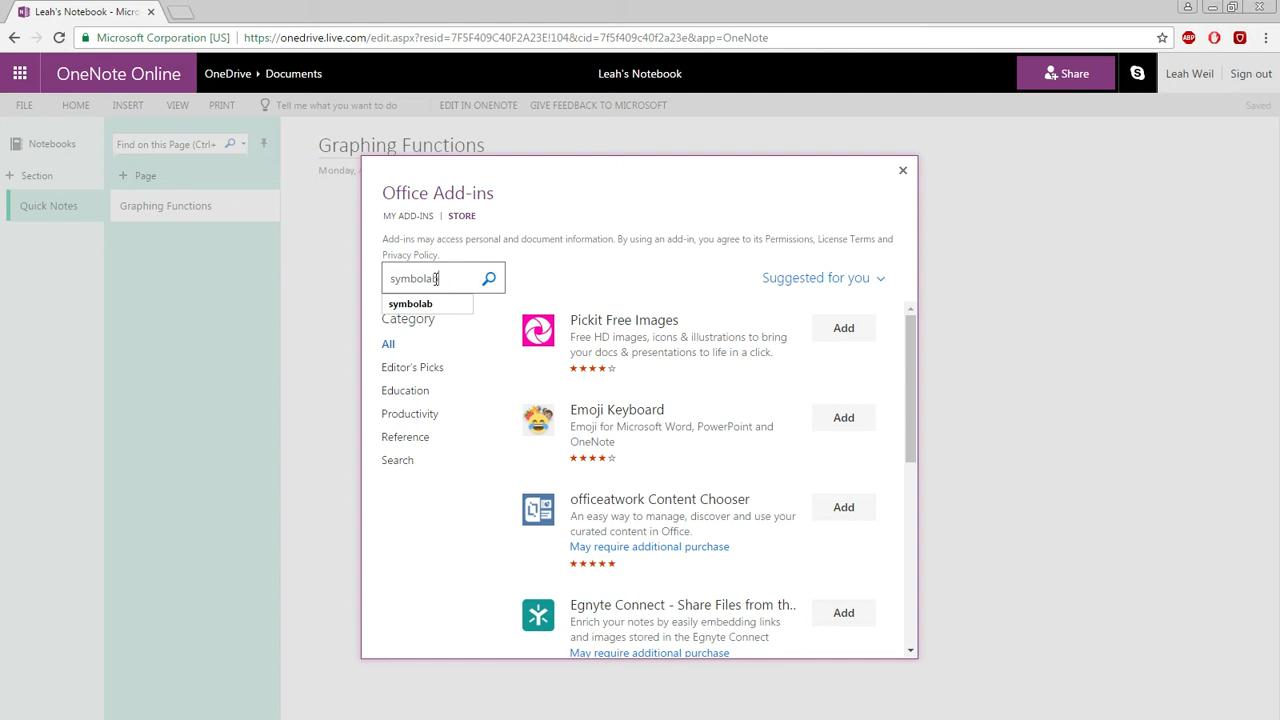 Leah's Notebook - Micro
Microsoft Corporation [US]
https://onedrive.live.com/edit.aspx?resid=7F5F409C40F2A23E!104&cid=7f5f409c40f2a23e&app=OneNote
ABP
OneNote Online
OneDrive ▸ Documents
Leah's Notebook
Share
Leah Weil
Sign out
FILE
HOME
INSERT
VIEW
PRINT
Tell me what you want to do
EDIT IN ONENOTE
GIVE FEEDBACK TO MICROSOFT
Saved
Notebooks
Find on this Page (Ctrl+
Graphing Functions
Monday,
+ Section
+ Page
Quick Notes
Graphing Functions
Office Add-ins
MY ADD-INS | STORE
Add-ins may access personal and document information. By using an add-in, you agree to its Permissions, License Terms and
Privacy Policy.
symbolab
Suggested for you
symbolab
Category
All
Editor's Picks
Education
Productivity
Reference
Search
Pickit Free Images
Free HD images, icons & illustrations to bring
your docs & presentations to life in a click.
Add
Emoji Keyboard
Emoji for Microsoft Word, PowerPoint and
OneNote
Add
officeatwork Content Chooser
An easy way to manage, discover and use your
curated content in Office.
May require additional purchase
Add
Egnyte Connect - Share Files from th..
Enrich your notes by easily embedding links
and images stored in the Egnyte Connect
May require additional purchase
Add